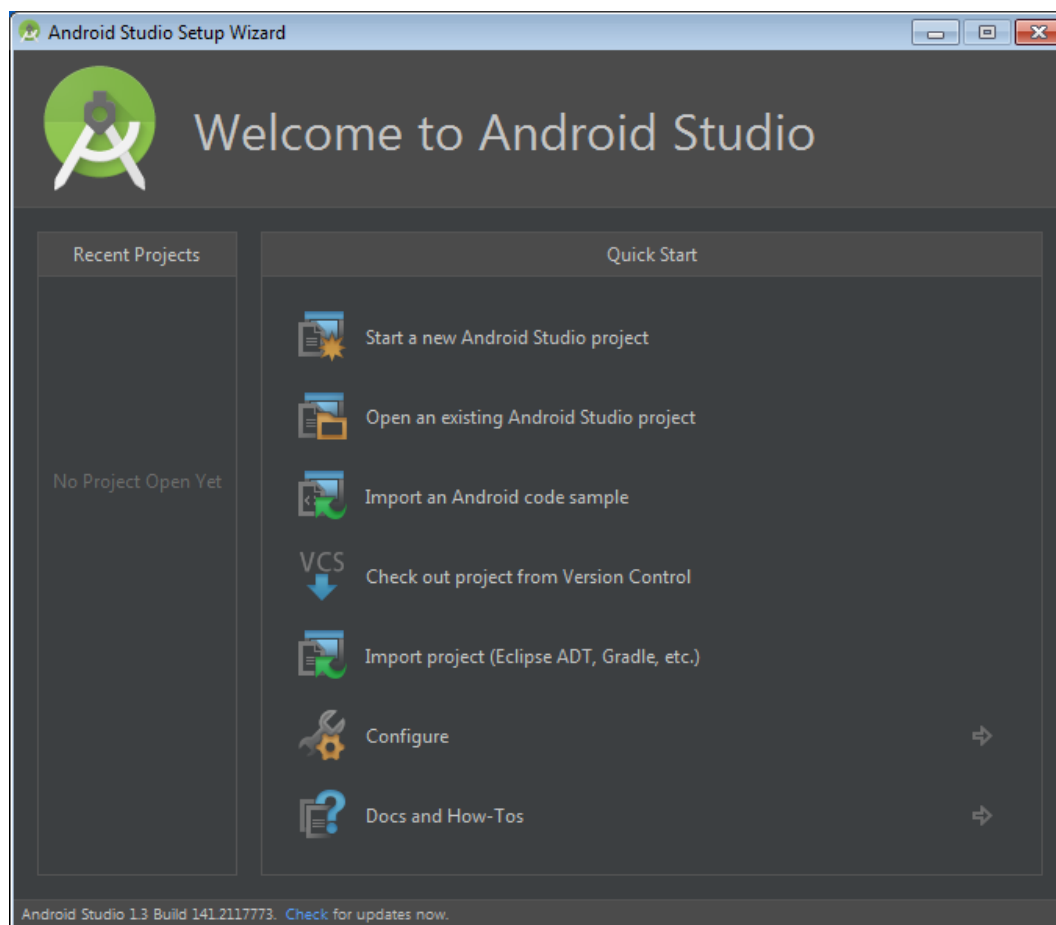 Android Studio Setup Wizard
Welcome to Android Studio
Recent Projects
No Project Open Yet
Quick Start
Start a new Android Studio project
Open an existing Android Studio project
Import an Android code sample
VCS
Check out project from Version Control
Import project (Eclipse ADT, Gradle, etc.)
Configure
Docs and How-Tos
Android Studio 1.3 Build 141.2117773. Check for updates now.